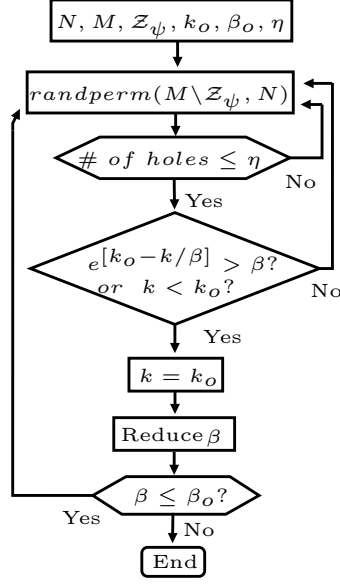 N, M, 𝒵_ψ, k_o, β_o, η
randperm(M\𝒵_ψ, N)
# of holes ≤ η
No
Yes
e^[k_o−k/β] > β?
or k < k_o?
No
Yes
k = k_o
Reduce β
β ≤ β_o?
Yes
No
End